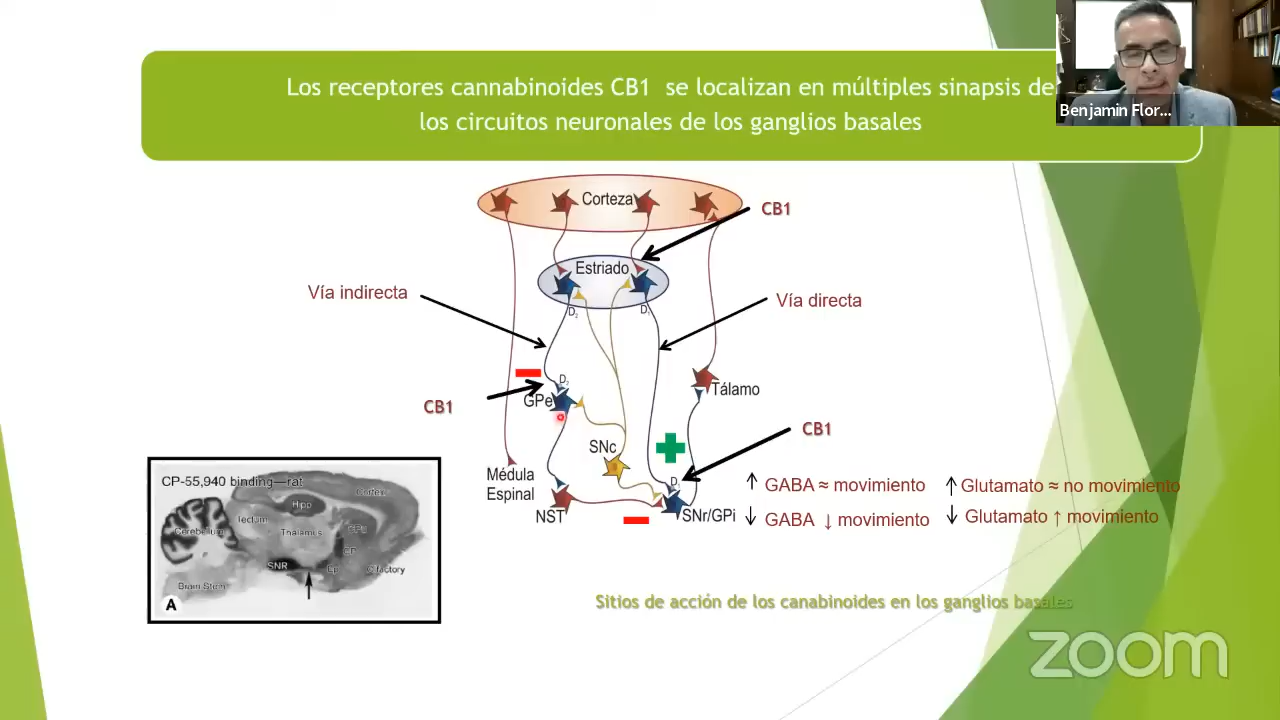 Los receptores cannabinoides CB1 se localizan en múltiples sinapsis de
los circuitos neuronales de los ganglios basales
Benjamin Flor...
Corteza
CB1
Estriado
Vía indirecta
Vía directa
D2
D1
D2
GPe
CB1
Tálamo
CB1
SNc
Médula
Espinal
NST
D1
SNr/GPi
↑ GABA ≈ movimiento
↓ GABA ↓ movimiento
↑ Glutamato ≈ no movimiento
↓ Glutamato ↑ movimiento
CP-55,940 binding—rat
Cortex
Hipp
Tectum
Cerebellum
Thalamus
CPu
GP
SNR
Ep
Olfactory
Brain Stem
A
Sitios de acción de los canabinoides en los ganglios basales
zoom